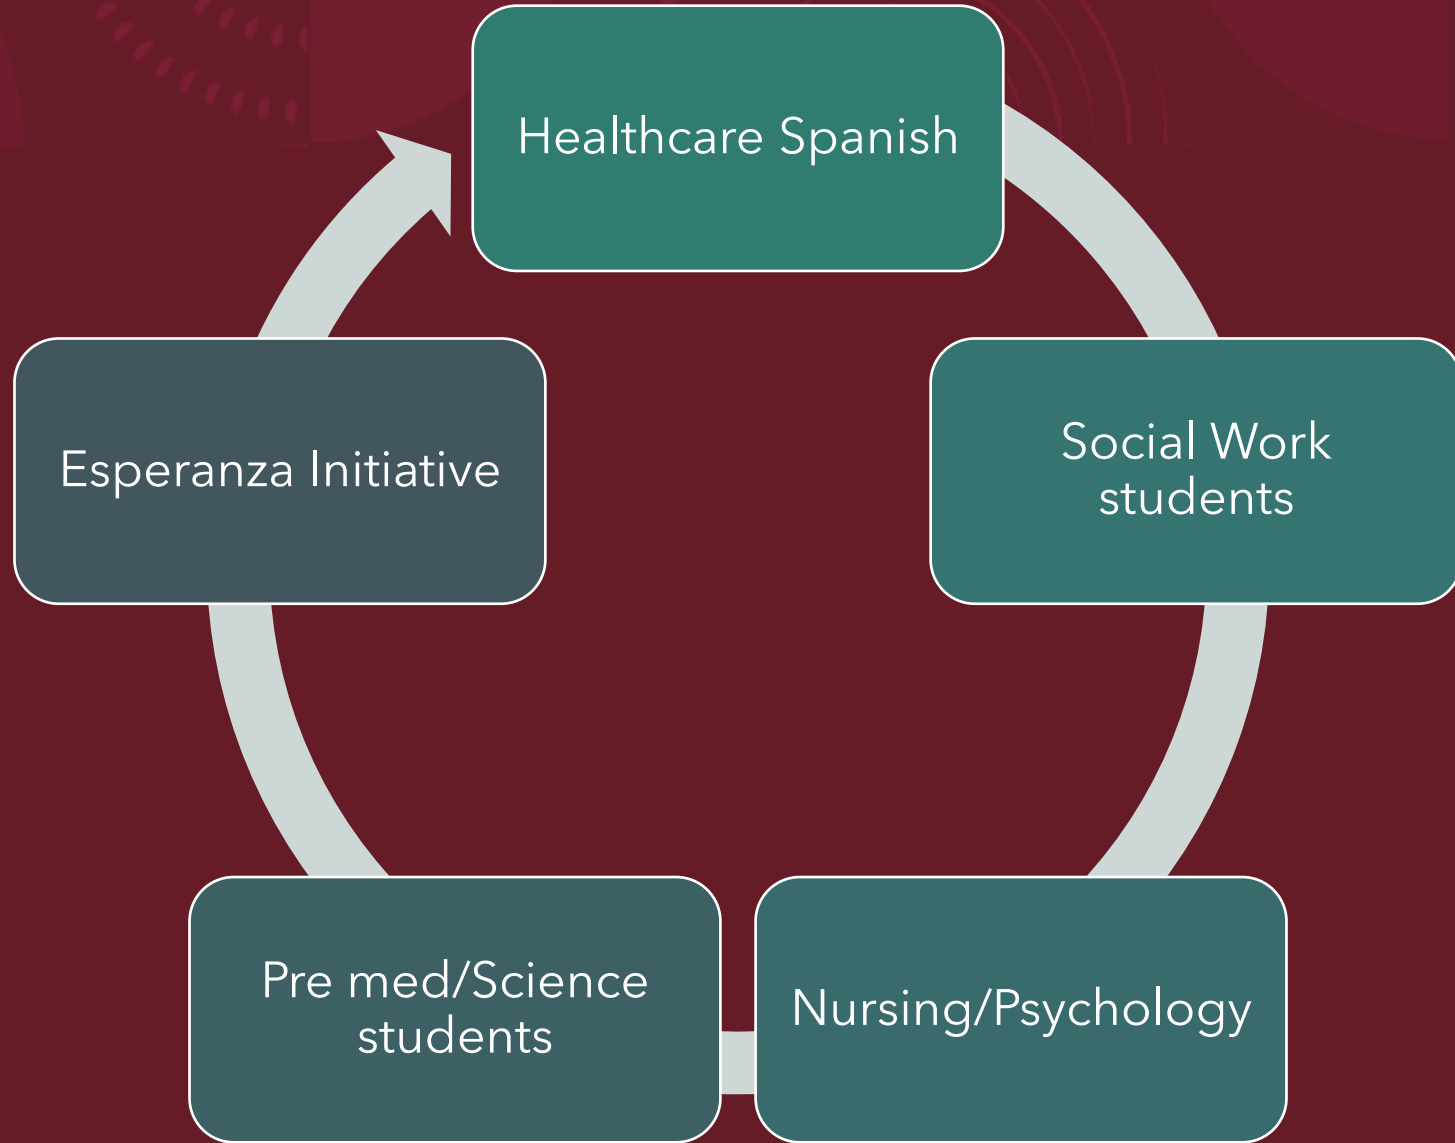 Healthcare Spanish
Social Work
students
Nursing/Psychology
Pre med/Science
students
Esperanza Initiative